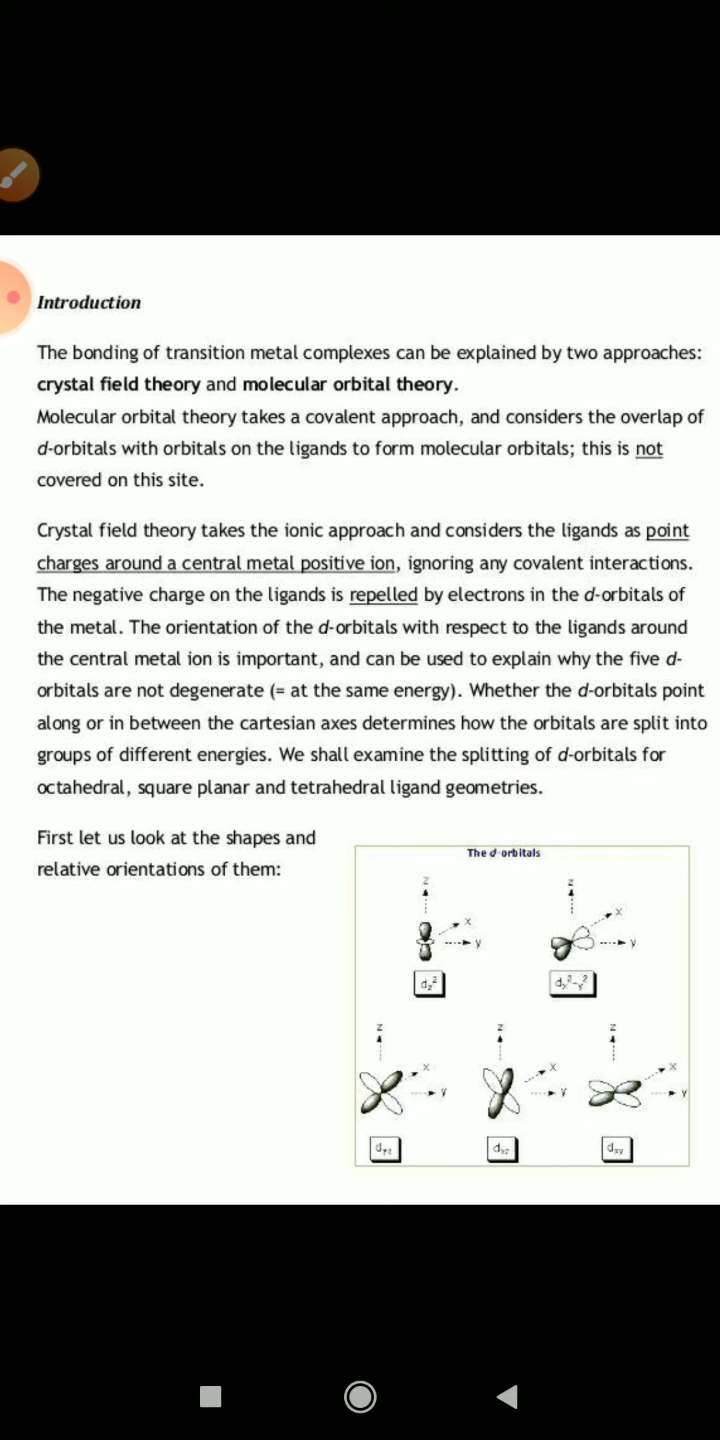 Introduction
The bonding of transition metal complexes can be explained by two approaches:
crystal field theory and molecular orbital theory.
Molecular orbital theory takes a covalent approach, and considers the overlap of
d-orbitals with orbitals on the ligands to form molecular orbitals; this is not
covered on this site.
Crystal field theory takes the ionic approach and considers the ligands as point
charges around a central metal positive ion, ignoring any covalent interactions.
The negative charge on the ligands is repelled by electrons in the d-orbitals of
the metal. The orientation of the d-orbitals with respect to the ligands around
the central metal ion is important, and can be used to explain why the five d-
orbitals are not degenerate (= at the same energy). Whether the d-orbitals point
along or in between the cartesian axes determines how the orbitals are split into
groups of different energies. We shall examine the splitting of d-orbitals for
octahedral, square planar and tetrahedral ligand geometries.
First let us look at the shapes and
relative orientations of them:
The d orbitals
z z
x x
y y
dz² dx²-y²
z z z
x x x
y y y
dyz dxz dxy